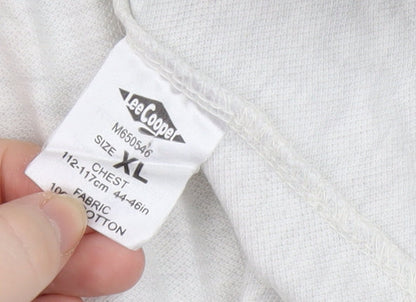 Lee Cooper
M650546
SIZE XL
CHEST
112-117cm 44-46in
FABRIC
COTTON